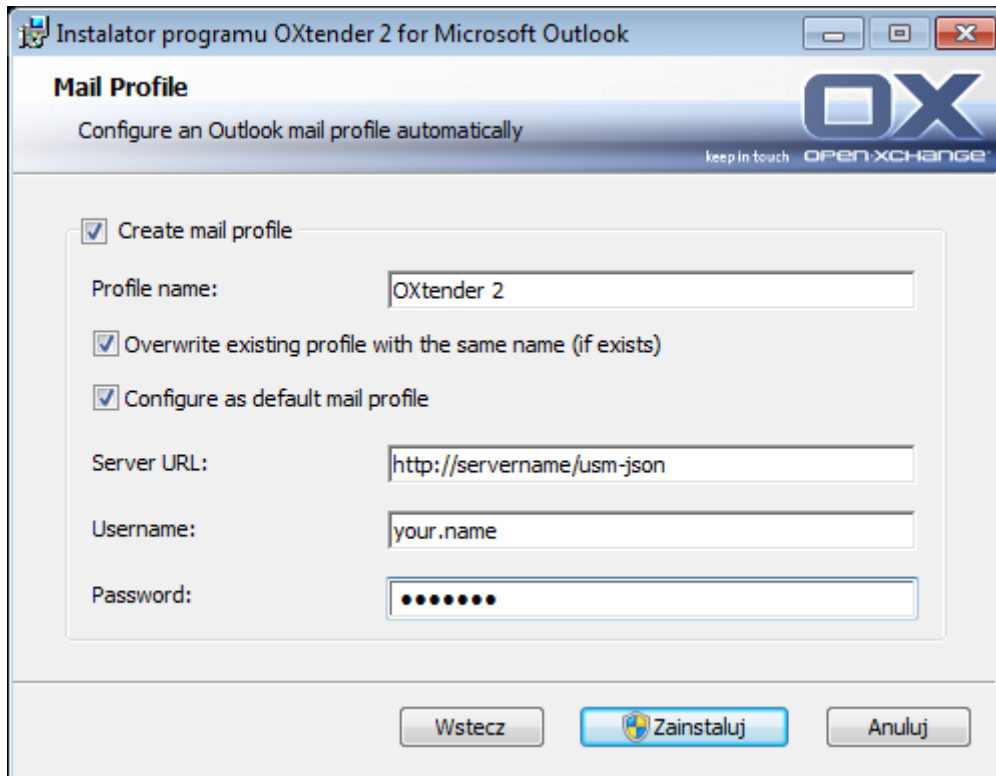 Instalator programu OXtender 2 for Microsoft Outlook
Mail Profile
Configure an Outlook mail profile automatically
OX
keep in touch OPEN-XCHANGE
Create mail profile
Profile name: OXtender 2
Overwrite existing profile with the same name (if exists)
Configure as default mail profile
Server URL: http://servername/usm-json
Username: your.name
Password: •••••••
Wstecz Zainstaluj Anuluj